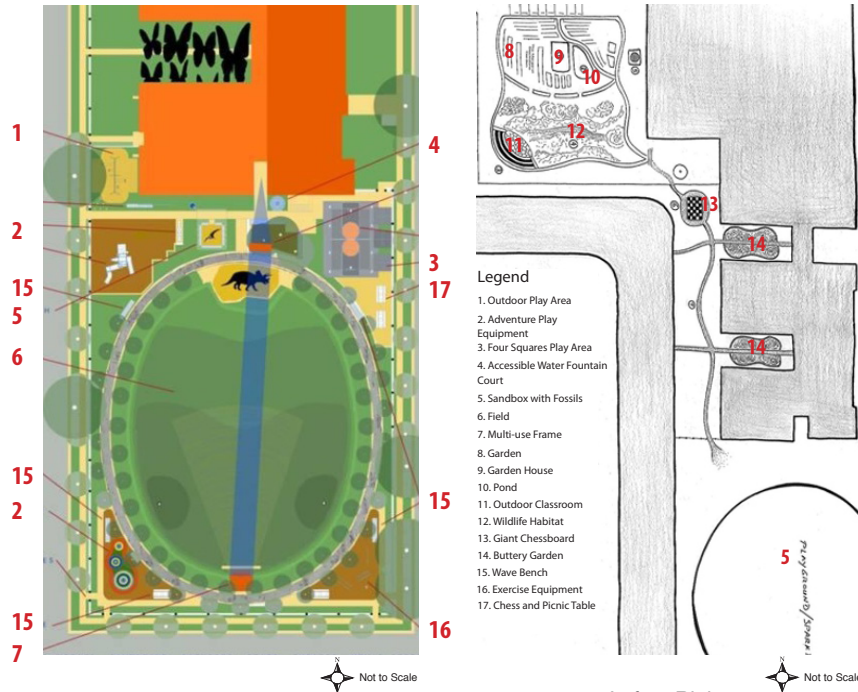 1
2
15
5
6
15
2
15
7
4
3
17
15
16
N
Not to Scale
8
9
10
11
12
13
14
14
5
PLAYGROUND/SPARK
Legend
1. Outdoor Play Area
2. Adventure Play
Equipment
3. Four Squares Play Area
4. Accessible Water Fountain
Court
5. Sandbox with Fossils
6. Field
7. Multi-use Frame
8. Garden
9. Garden House
10. Pond
11. Outdoor Classroom
12. Wildlife Habitat
13. Giant Chessboard
14. Buttery Garden
15. Wave Bench
16. Exercise Equipment
17. Chess and Picnic Table
N
Not to Scale